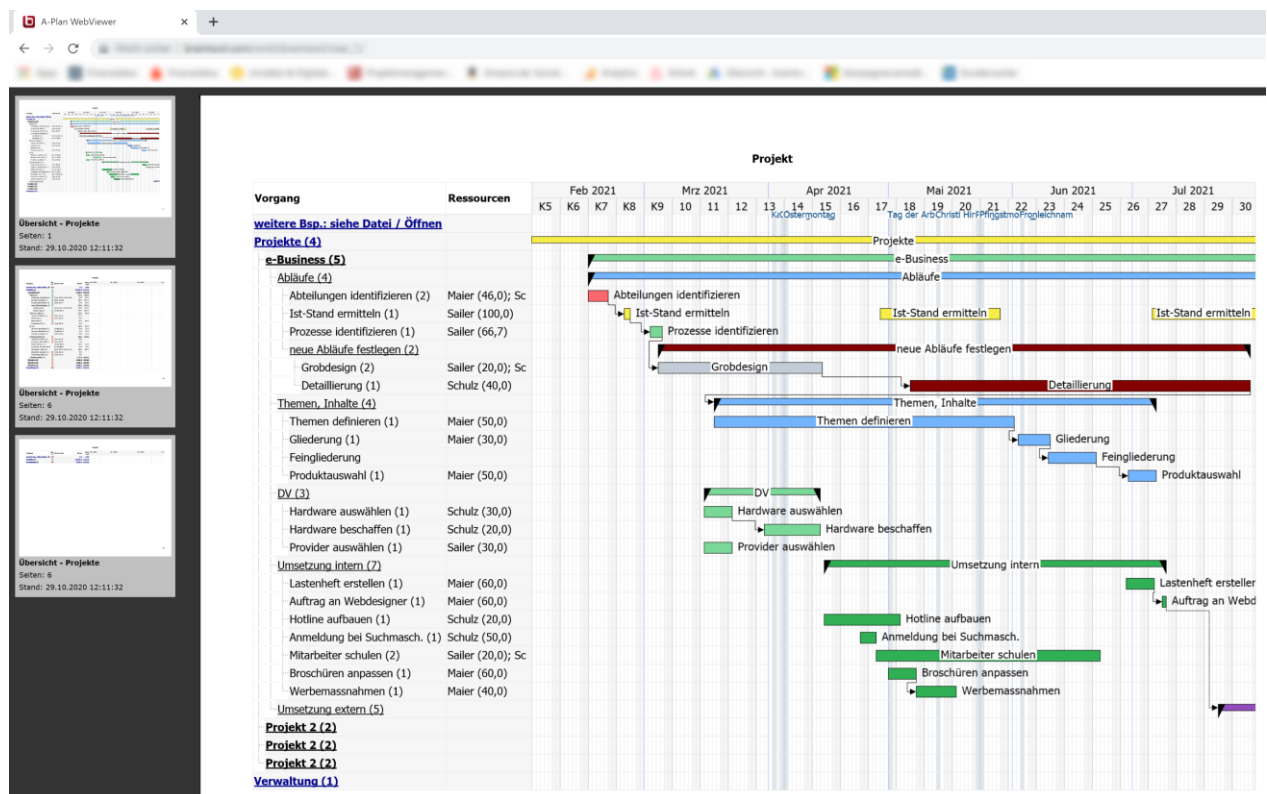 A-Plan WebViewer
Übersicht - Projekte
Seiten: 1
Stand: 29.10.2020 12:11:32
Übersicht - Projekte
Seiten: 6
Stand: 29.10.2020 12:11:32
Übersicht - Projekte
Seiten: 6
Stand: 29.10.2020 12:11:32
Projekt
Vorgang Ressourcen Feb 2021 Mrz 2021 Apr 2021 Mai 2021 Jun 2021 Jul 2021
K5 K6 K7 K8 K9 10 11 12 13 14 15 16 17 18 19 20 21 22 23 24 25 26 27 28 29 30
weitere Bsp.: siehe Datei / Öffnen
Projekte (4) Projekte
e-Business (5) e-Business
Abläufe (4) Abläufe
Abteilungen identifizieren (2) Maier (46,0); Sc Abteilungen identifizieren
Ist-Stand ermitteln (1) Sailer (100,0) Ist-Stand ermitteln Ist-Stand ermitteln Ist-Stand ermitteln
Prozesse identifizieren (1) Sailer (66,7) Prozesse identifizieren
neue Abläufe festlegen (2) neue Abläufe festlegen
Grobdesign (2) Sailer (20,0); Sc Grobdesign
Detaillierung (1) Schulz (40,0) Detaillierung
Themen, Inhalte (4) Themen, Inhalte
Themen definieren (1) Maier (50,0) Themen definieren
Gliederung (1) Maier (30,0) Gliederung
Feingliederung Feingliederung
Produktauswahl (1) Maier (50,0) Produktauswahl
DV (3) DV
Hardware auswählen (1) Schulz (30,0) Hardware auswählen
Hardware beschaffen (1) Schulz (20,0) Hardware beschaffen
Provider auswählen (1) Sailer (30,0) Provider auswählen
Umsetzung intern (7) Umsetzung intern
Lastenheft erstellen (1) Maier (60,0) Lastenheft ersteller
Auftrag an Webdesigner (1) Maier (60,0) Auftrag an Webd
Hotline aufbauen (1) Schulz (20,0) Hotline aufbauen
Anmeldung bei Suchmasch. (1) Schulz (50,0) Anmeldung bei Suchmasch.
Mitarbeiter schulen (2) Sailer (20,0); Sc Mitarbeiter schulen
Broschüren anpassen (1) Maier (60,0) Broschüren anpassen
Werbemassnahmen (1) Maier (40,0) Werbemassnahmen
Umsetzung extern (5)
Projekt 2 (2)
Projekt 2 (2)
Projekt 2 (2)
Verwaltung (1)